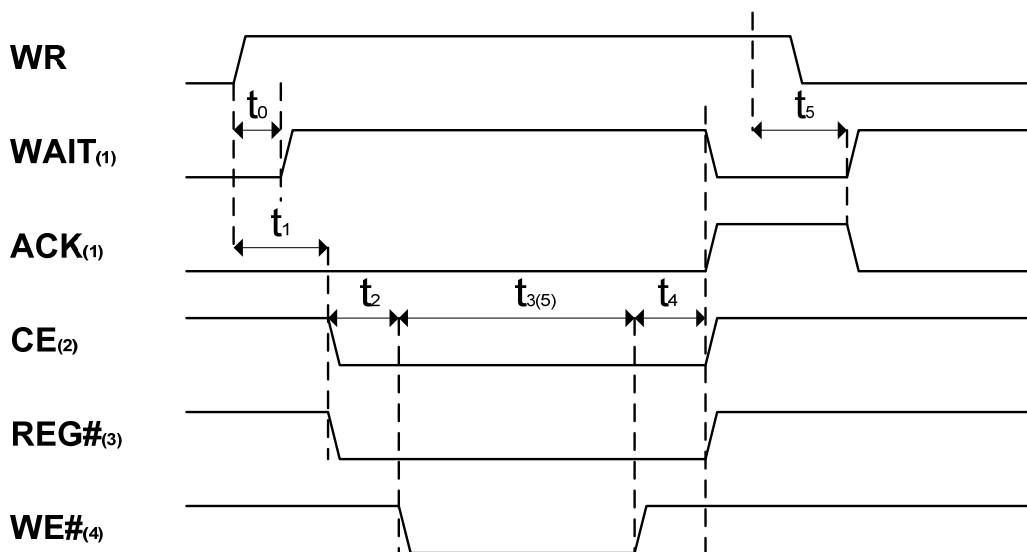 WR
t0
t5
WAIT(1)
t1
ACK(1)
t2 t3(5) t4
CE(2)
REG#(3)
WE#(4)